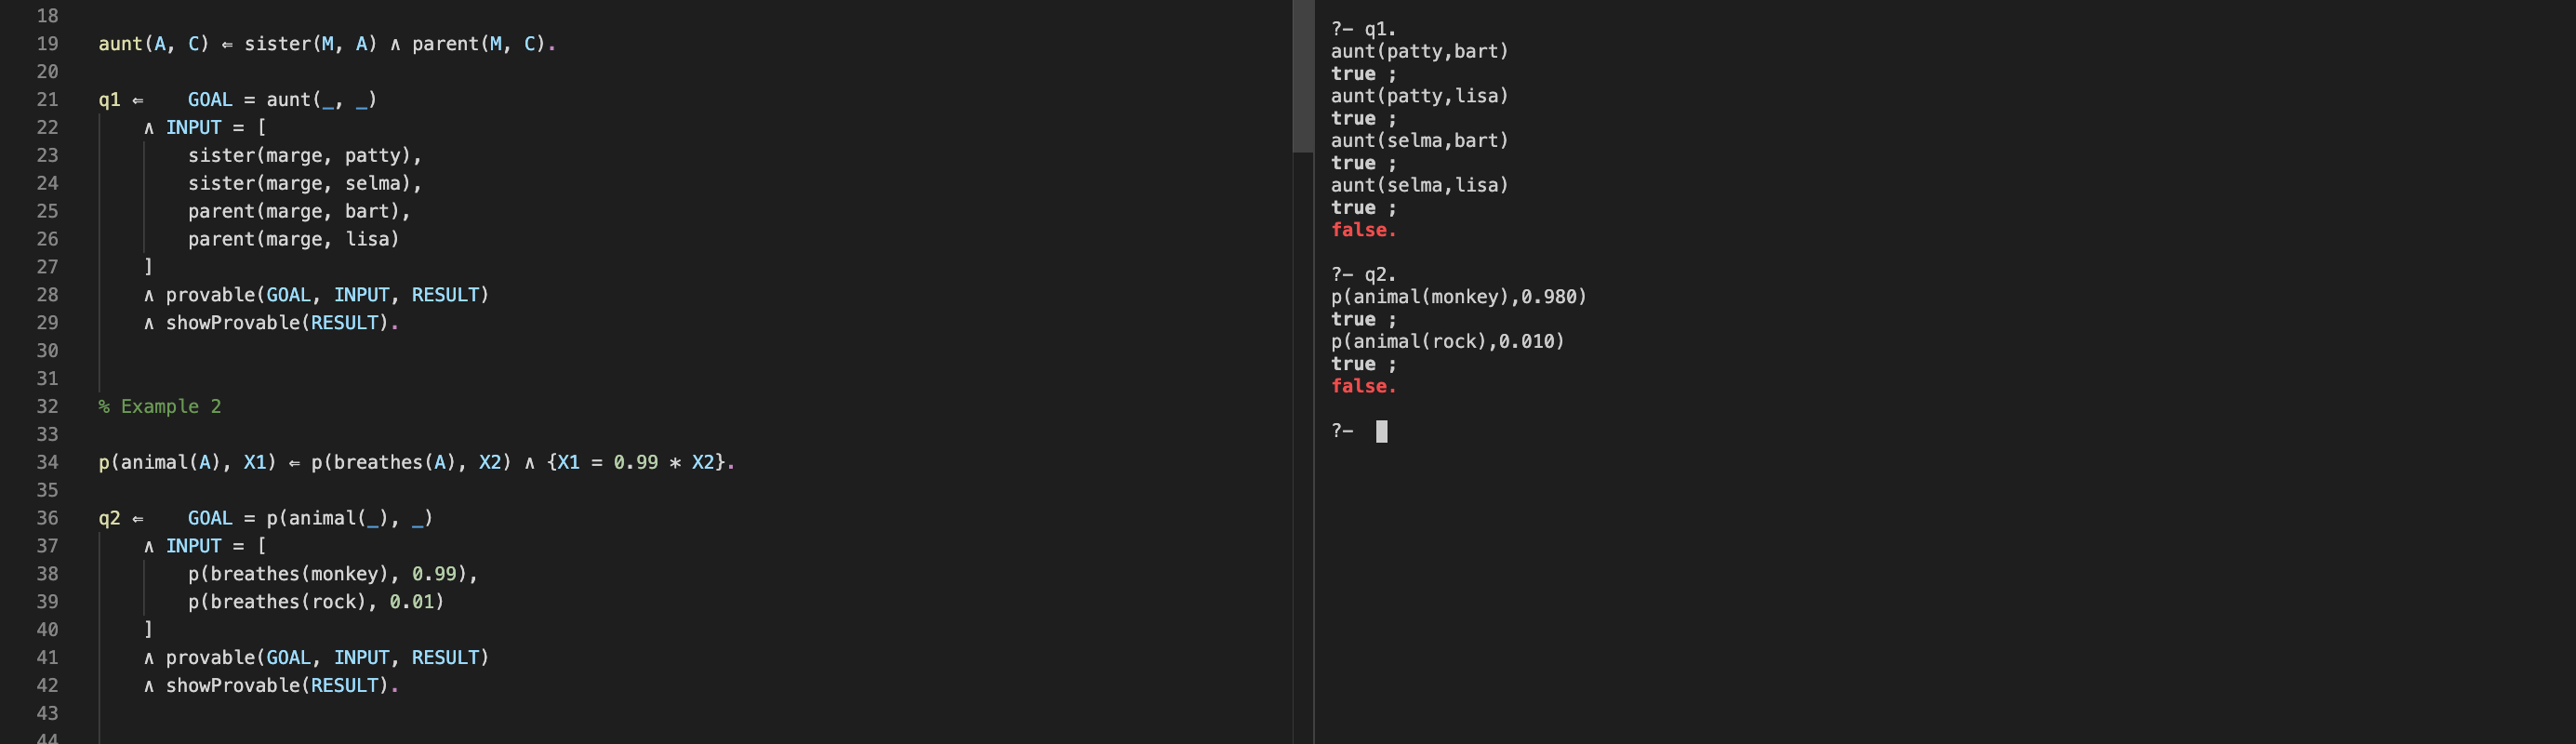 18
19 aunt(A, C) ⇐ sister(M, A) ∧ parent(M, C).
20
21 q1 ⇐ GOAL = aunt(_, _)
22 ∧ INPUT = [
23 sister(marge, patty),
24 sister(marge, selma),
25 parent(marge, bart),
26 parent(marge, lisa)
27 ]
28 ∧ provable(GOAL, INPUT, RESULT)
29 ∧ showProvable(RESULT).
30
31
32 % Example 2
33
34 p(animal(A), X1) ⇐ p(breathes(A), X2) ∧ {X1 = 0.99 * X2}.
35
36 q2 ⇐ GOAL = p(animal(_), _)
37 ∧ INPUT = [
38 p(breathes(monkey), 0.99),
39 p(breathes(rock), 0.01)
40 ]
41 ∧ provable(GOAL, INPUT, RESULT)
42 ∧ showProvable(RESULT).
43
44
?- q1.
aunt(patty,bart)
true ;
aunt(patty,lisa)
true ;
aunt(selma,bart)
true ;
aunt(selma,lisa)
true ;
false.
?- q2.
p(animal(monkey),0.980)
true ;
p(animal(rock),0.010)
true ;
false.
?-